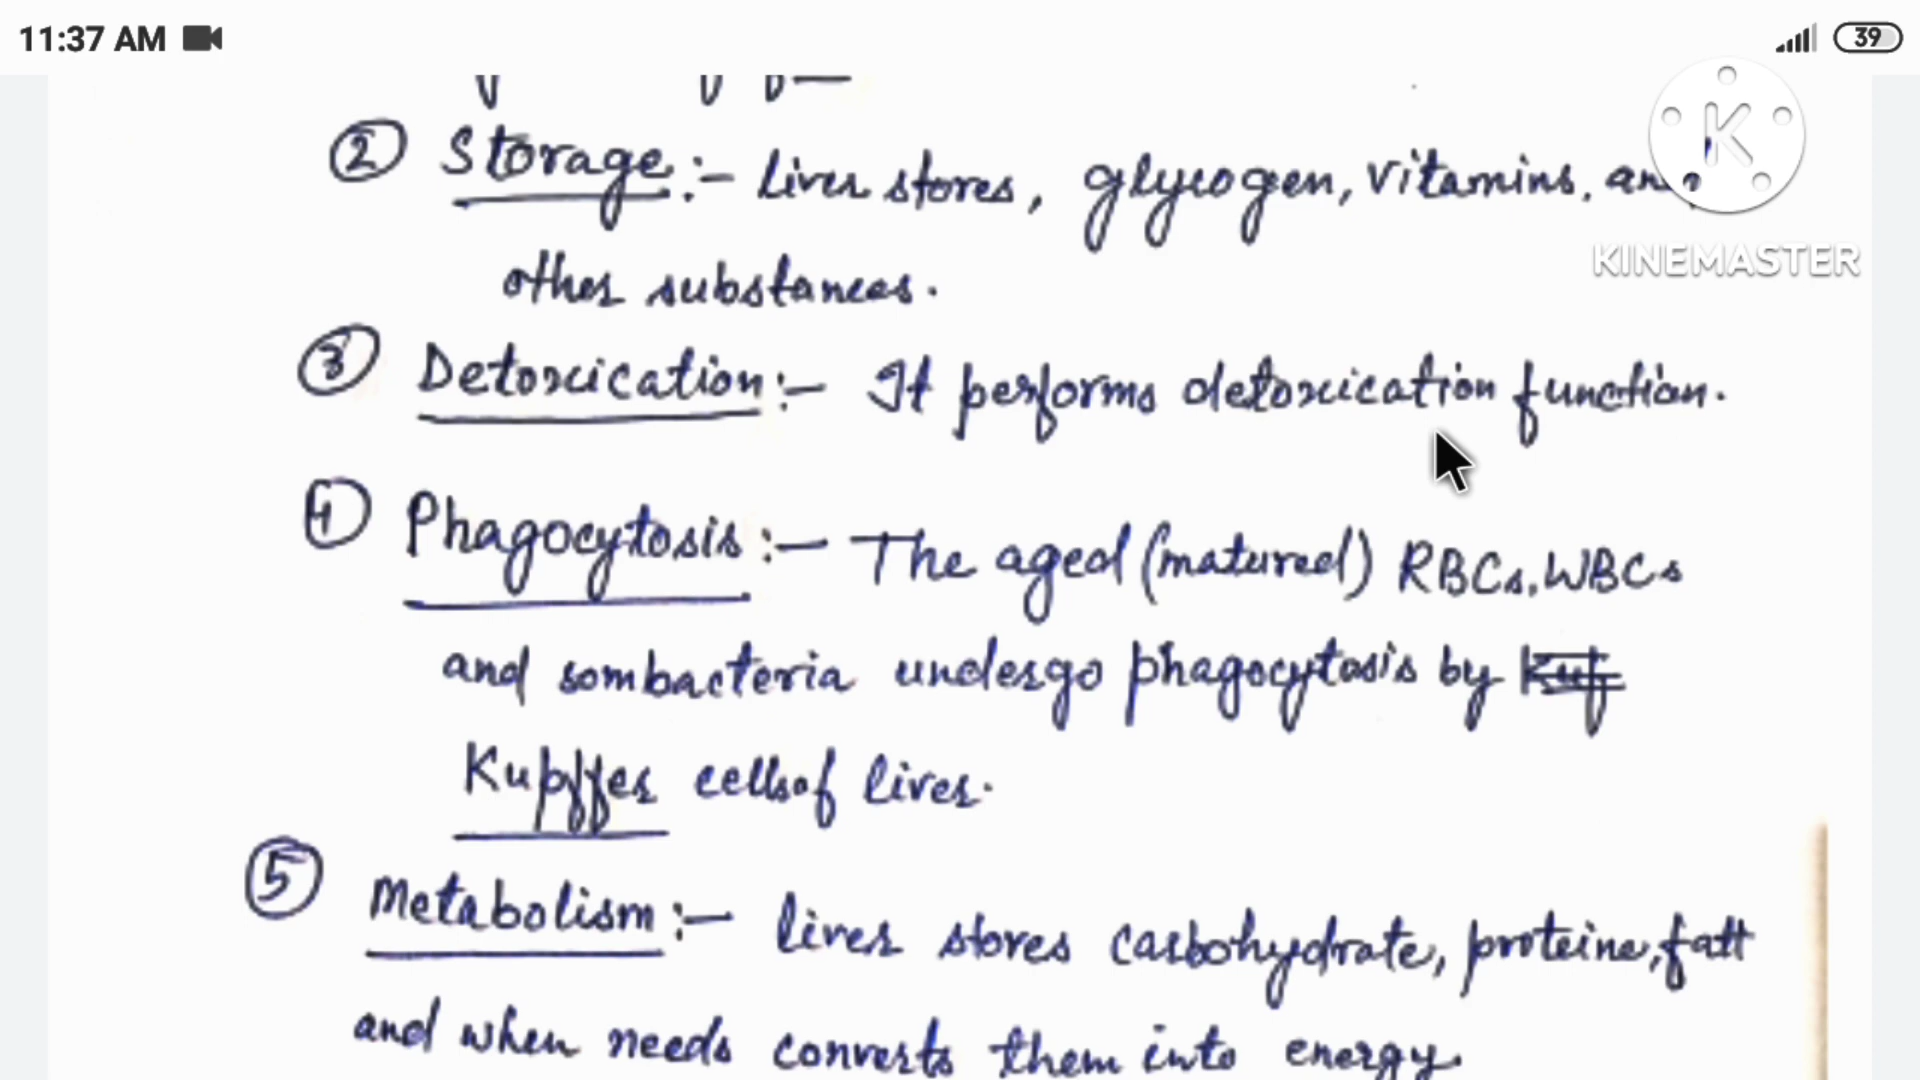 11:37 AM
39
② Storage:- liver stores, glycogen, vitamins, and
KINEMASTER
other substances.
③ Detoxication:- It performs detoxication function.
④ Phagocytosis:- The aged (matured) RBCs, WBCs
and sombacteria undergo phagocytosis by Kuf
Kupffer cells of liver.
⑤ Metabolism:- liver stores carbohydrate, proteine, fatt
and when needs converts them into energy.